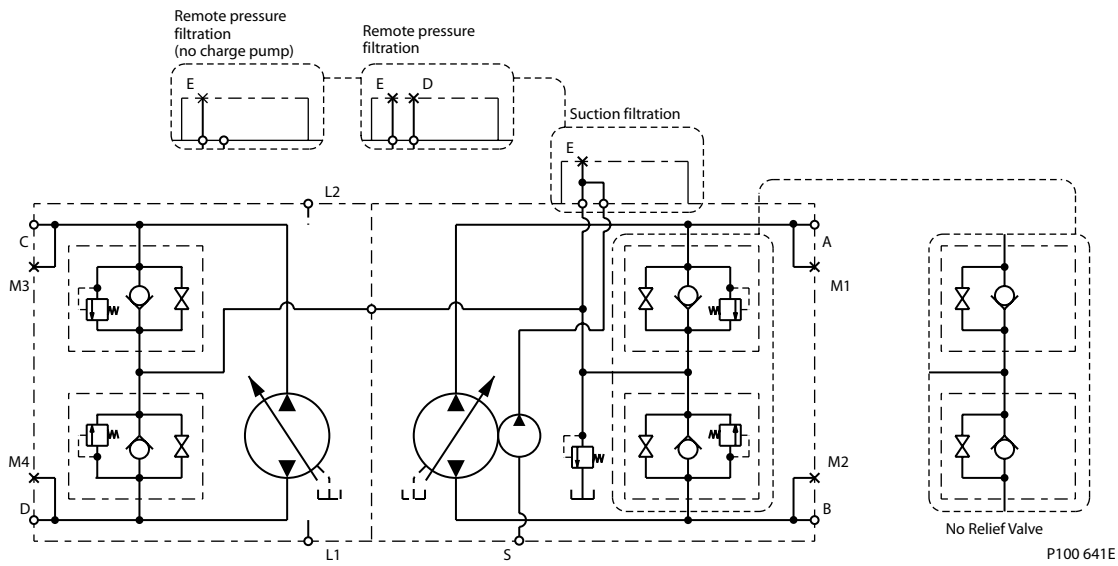 Remote pressure
filtration
(no charge pump)
Remote pressure
filtration
E
E
D
Suction filtration
E
L2
C
A
M3
M1
M4
M2
D
B
L1
S
No Relief Valve
P100 641E